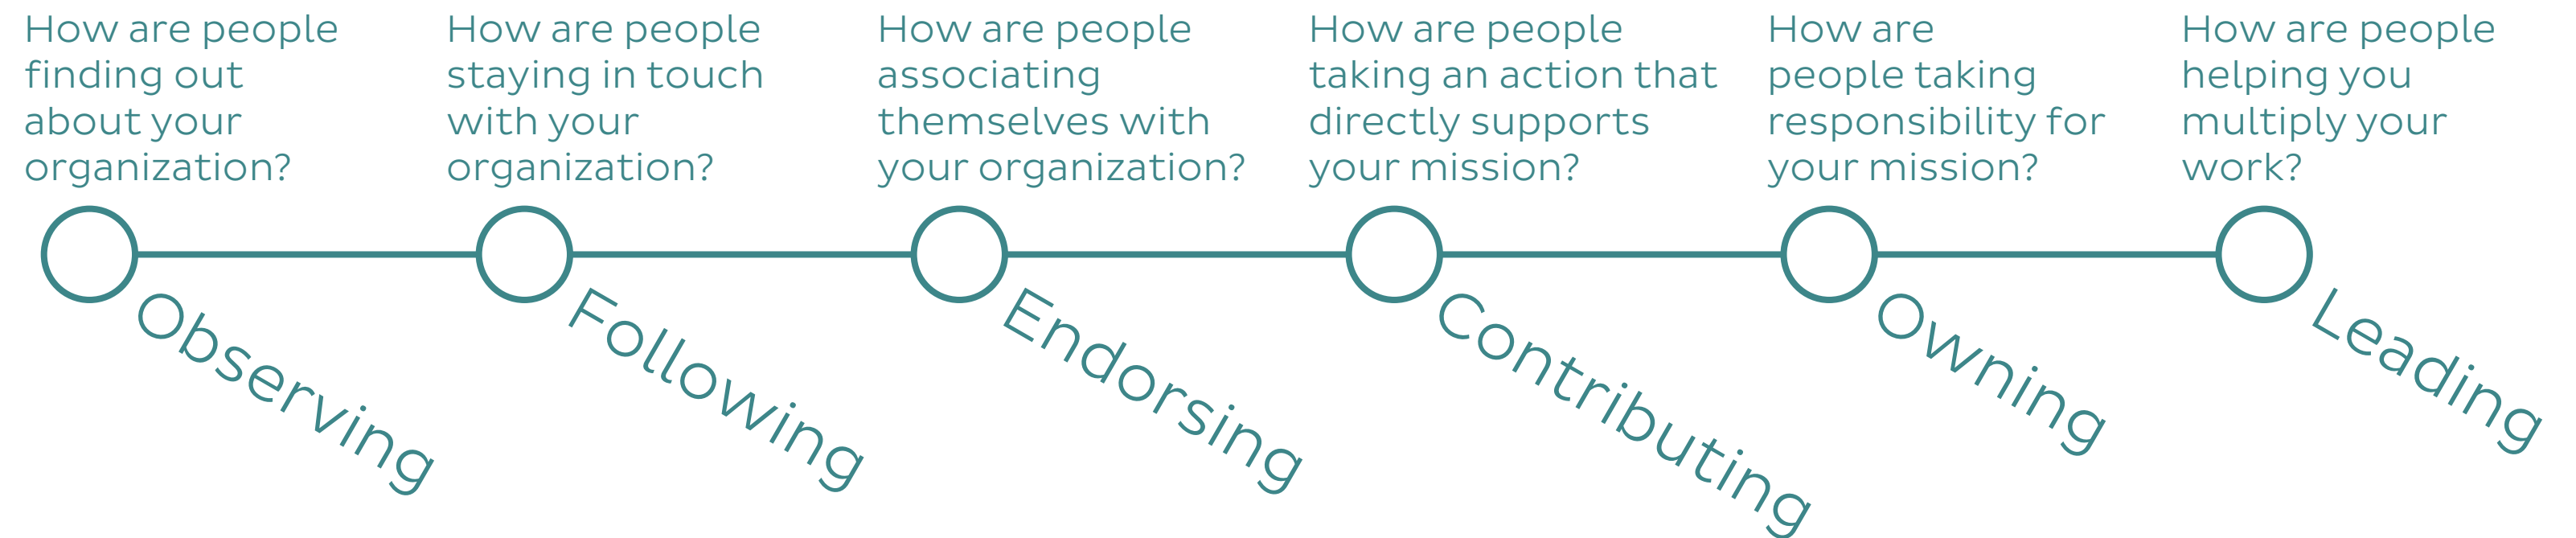 How are people
finding out
about your
organization?
How are people
staying in touch
with your
organization?
How are people
associating
themselves with
your organization?
How are people
taking an action that
directly supports
your mission?
How are
people taking
responsibility for
your mission?
How are people
helping you
multiply your
work?
Observing
Following
Endorsing
Contributing
Owning
Leading